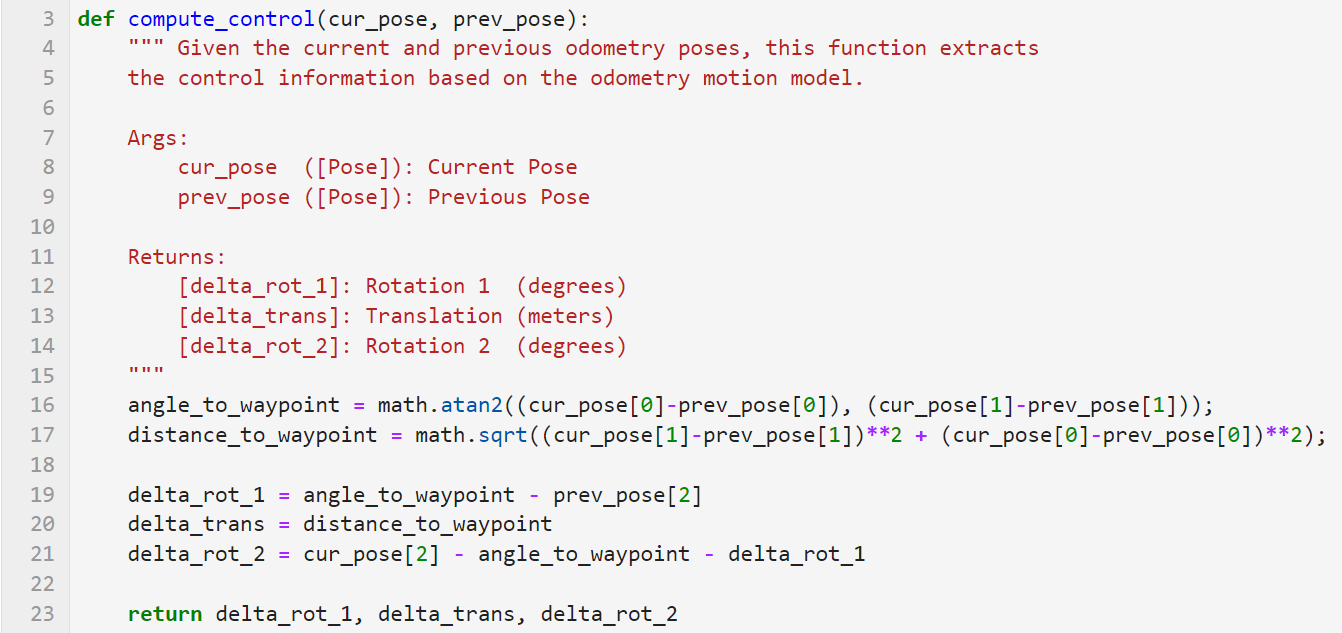 3 def compute_control(cur_pose, prev_pose):
4     """ Given the current and previous odometry poses, this function extracts
5     the control information based on the odometry motion model.
6
7     Args:
8         cur_pose  ([Pose]): Current Pose
9         prev_pose ([Pose]): Previous Pose
10
11     Returns:
12         [delta_rot_1]: Rotation 1  (degrees)
13         [delta_trans]: Translation (meters)
14         [delta_rot_2]: Rotation 2  (degrees)
15     """
16     angle_to_waypoint = math.atan2((cur_pose[0]-prev_pose[0]), (cur_pose[1]-prev_pose[1]));
17     distance_to_waypoint = math.sqrt((cur_pose[1]-prev_pose[1])**2 + (cur_pose[0]-prev_pose[0])**2);
18
19     delta_rot_1 = angle_to_waypoint - prev_pose[2]
20     delta_trans = distance_to_waypoint
21     delta_rot_2 = cur_pose[2] - angle_to_waypoint - delta_rot_1
22
23     return delta_rot_1, delta_trans, delta_rot_2